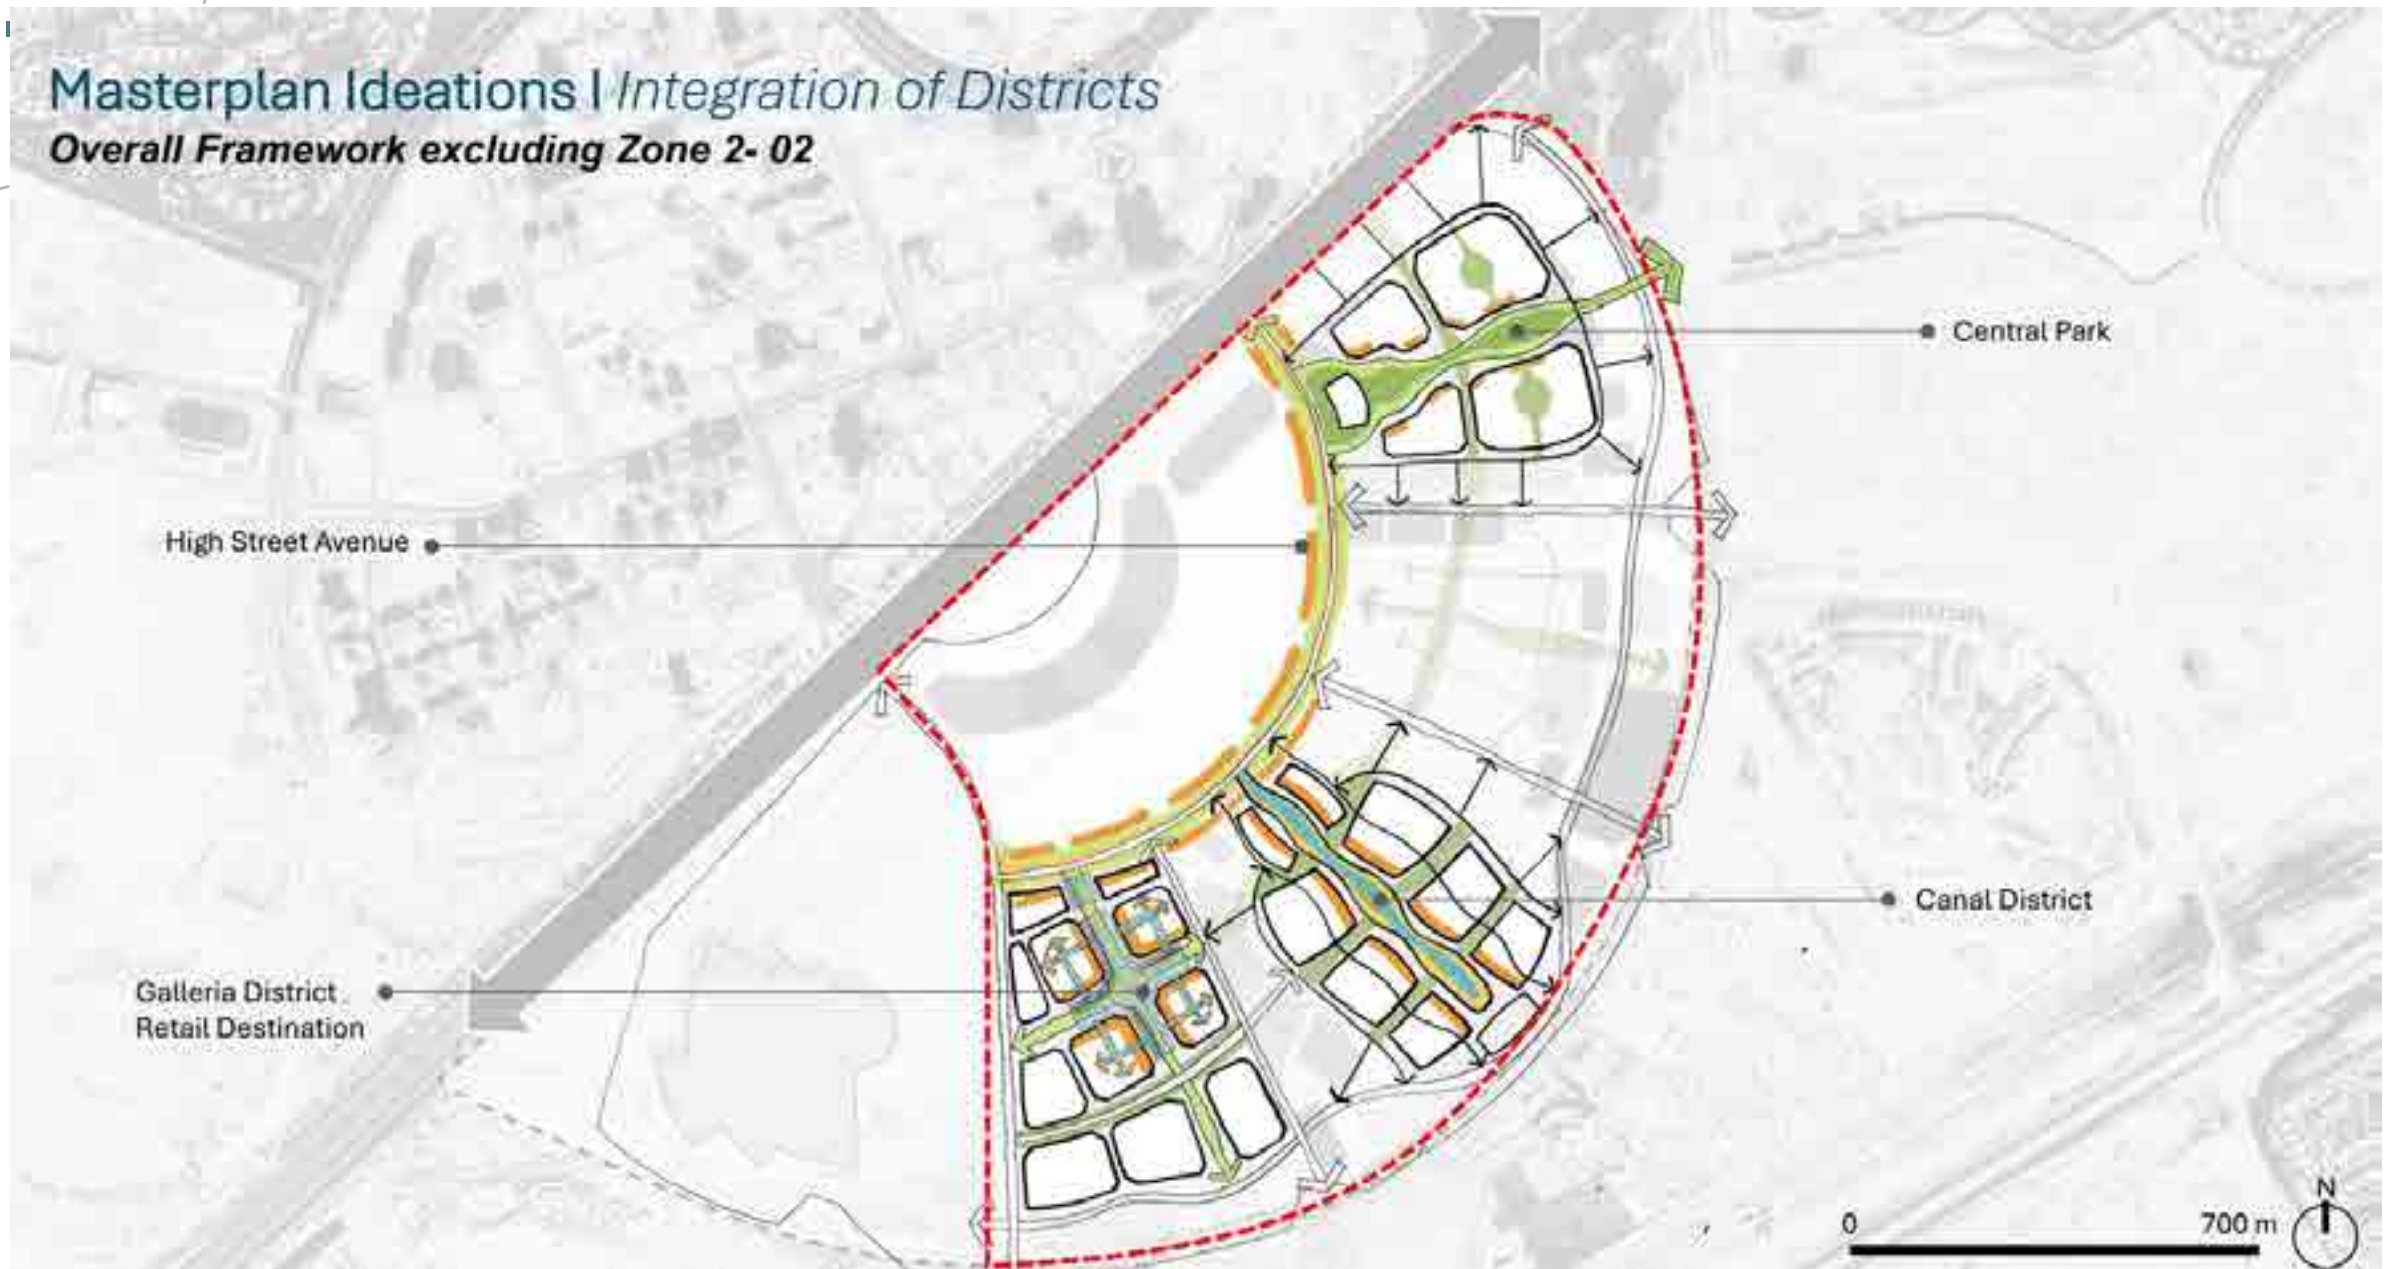 Masterplan Ideations | Integration of Districts
Overall Framework excluding Zone 2- 02
Central Park
High Street Avenue
Canal District
Galleria District
Retail Destination
N
0 700 m